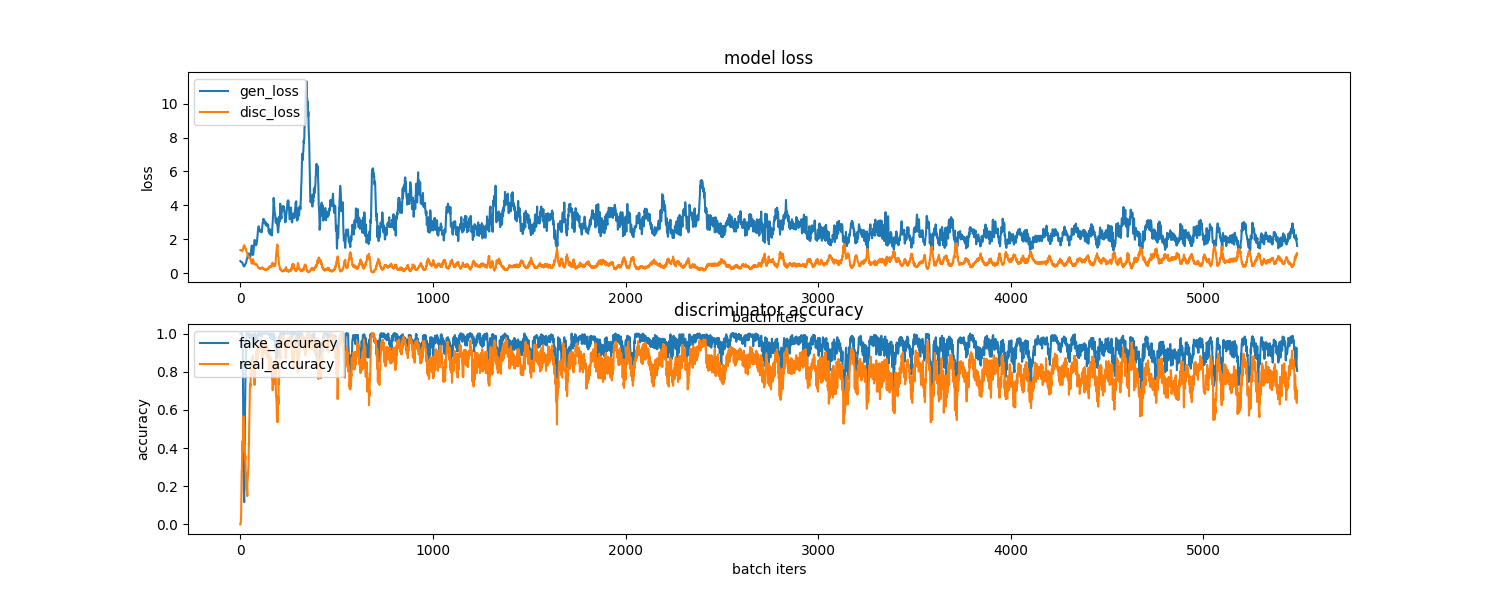 model loss
gen_loss
disc_loss
loss
10
8
6
4
2
0
0 1000 2000 3000 4000 5000
batch iters
discriminator accuracy
fake_accuracy
real_accuracy
accuracy
1.0
0.8
0.6
0.4
0.2
0.0
0 1000 2000 3000 4000 5000
batch iters